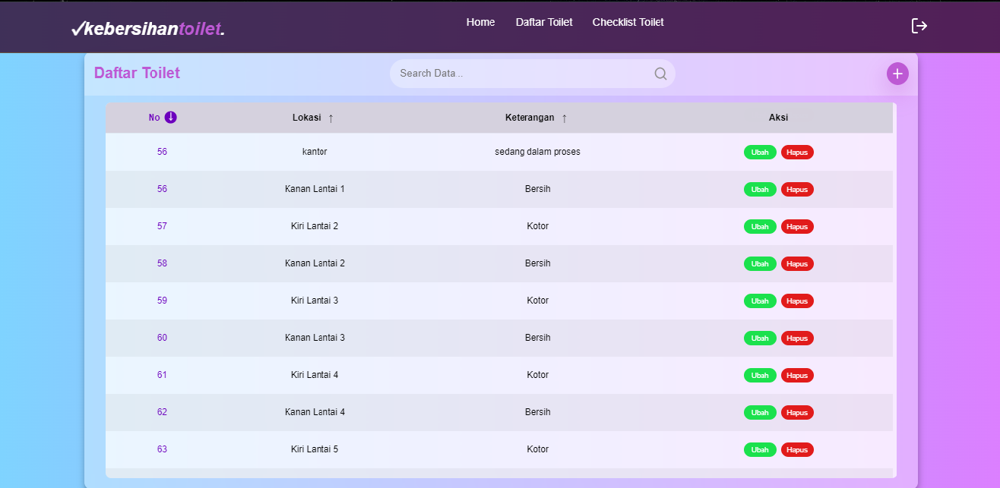 ✓kebersihantoilet.
Home Daftar Toilet Checklist Toilet
Daftar Toilet
Search Data...
No ↓ Lokasi ↑ Keterangan ↑ Aksi
56 kantor sedang dalam proses Ubah Hapus
56 Kanan Lantai 1 Bersih Ubah Hapus
57 Kiri Lantai 2 Kotor Ubah Hapus
58 Kanan Lantai 2 Bersih Ubah Hapus
59 Kiri Lantai 3 Kotor Ubah Hapus
60 Kanan Lantai 3 Bersih Ubah Hapus
61 Kiri Lantai 4 Kotor Ubah Hapus
62 Kanan Lantai 4 Bersih Ubah Hapus
63 Kiri Lantai 5 Kotor Ubah Hapus